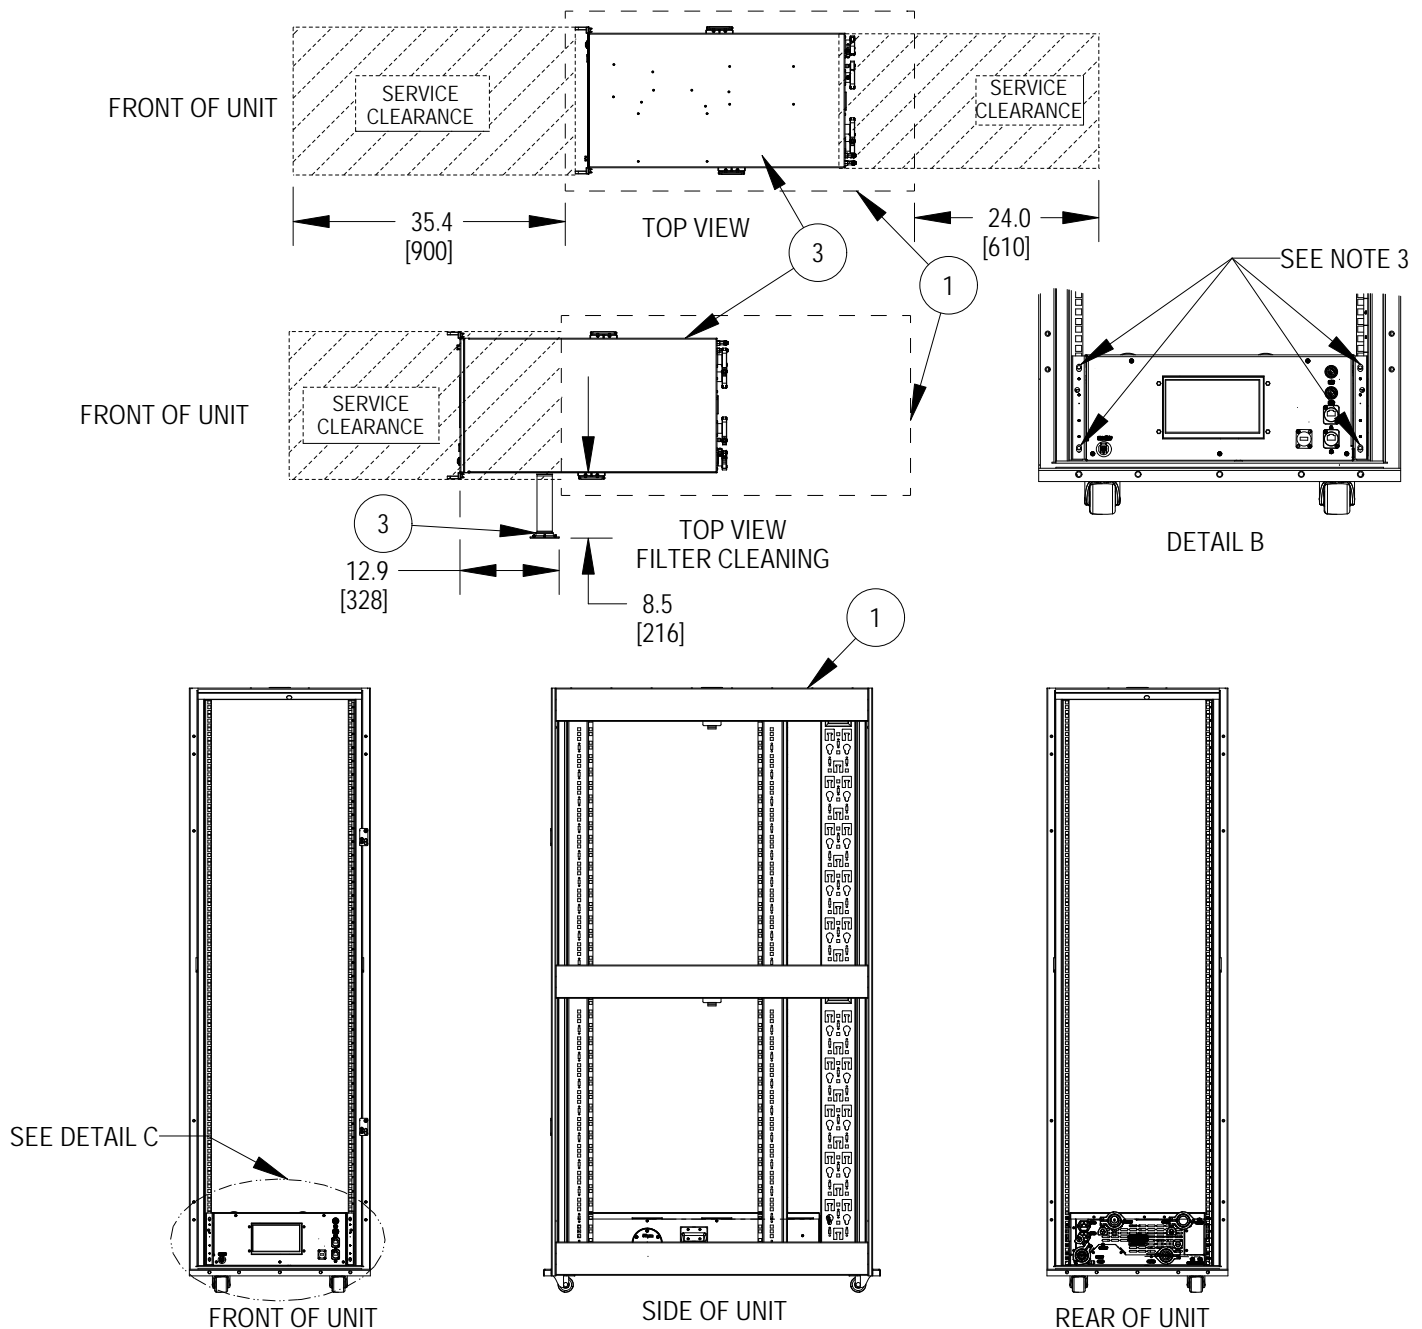 FRONT OF UNIT
SERVICE
CLEARANCE
SERVICE
CLEARANCE
35.4
[900]
TOP VIEW
24.0
[610]
3
1
SEE NOTE 3
FRONT OF UNIT
SERVICE
CLEARANCE
3
TOP VIEW
FILTER CLEANING
12.9
[328]
8.5
[216]
DETAIL B
1
SEE DETAIL C
FRONT OF UNIT
SIDE OF UNIT
REAR OF UNIT